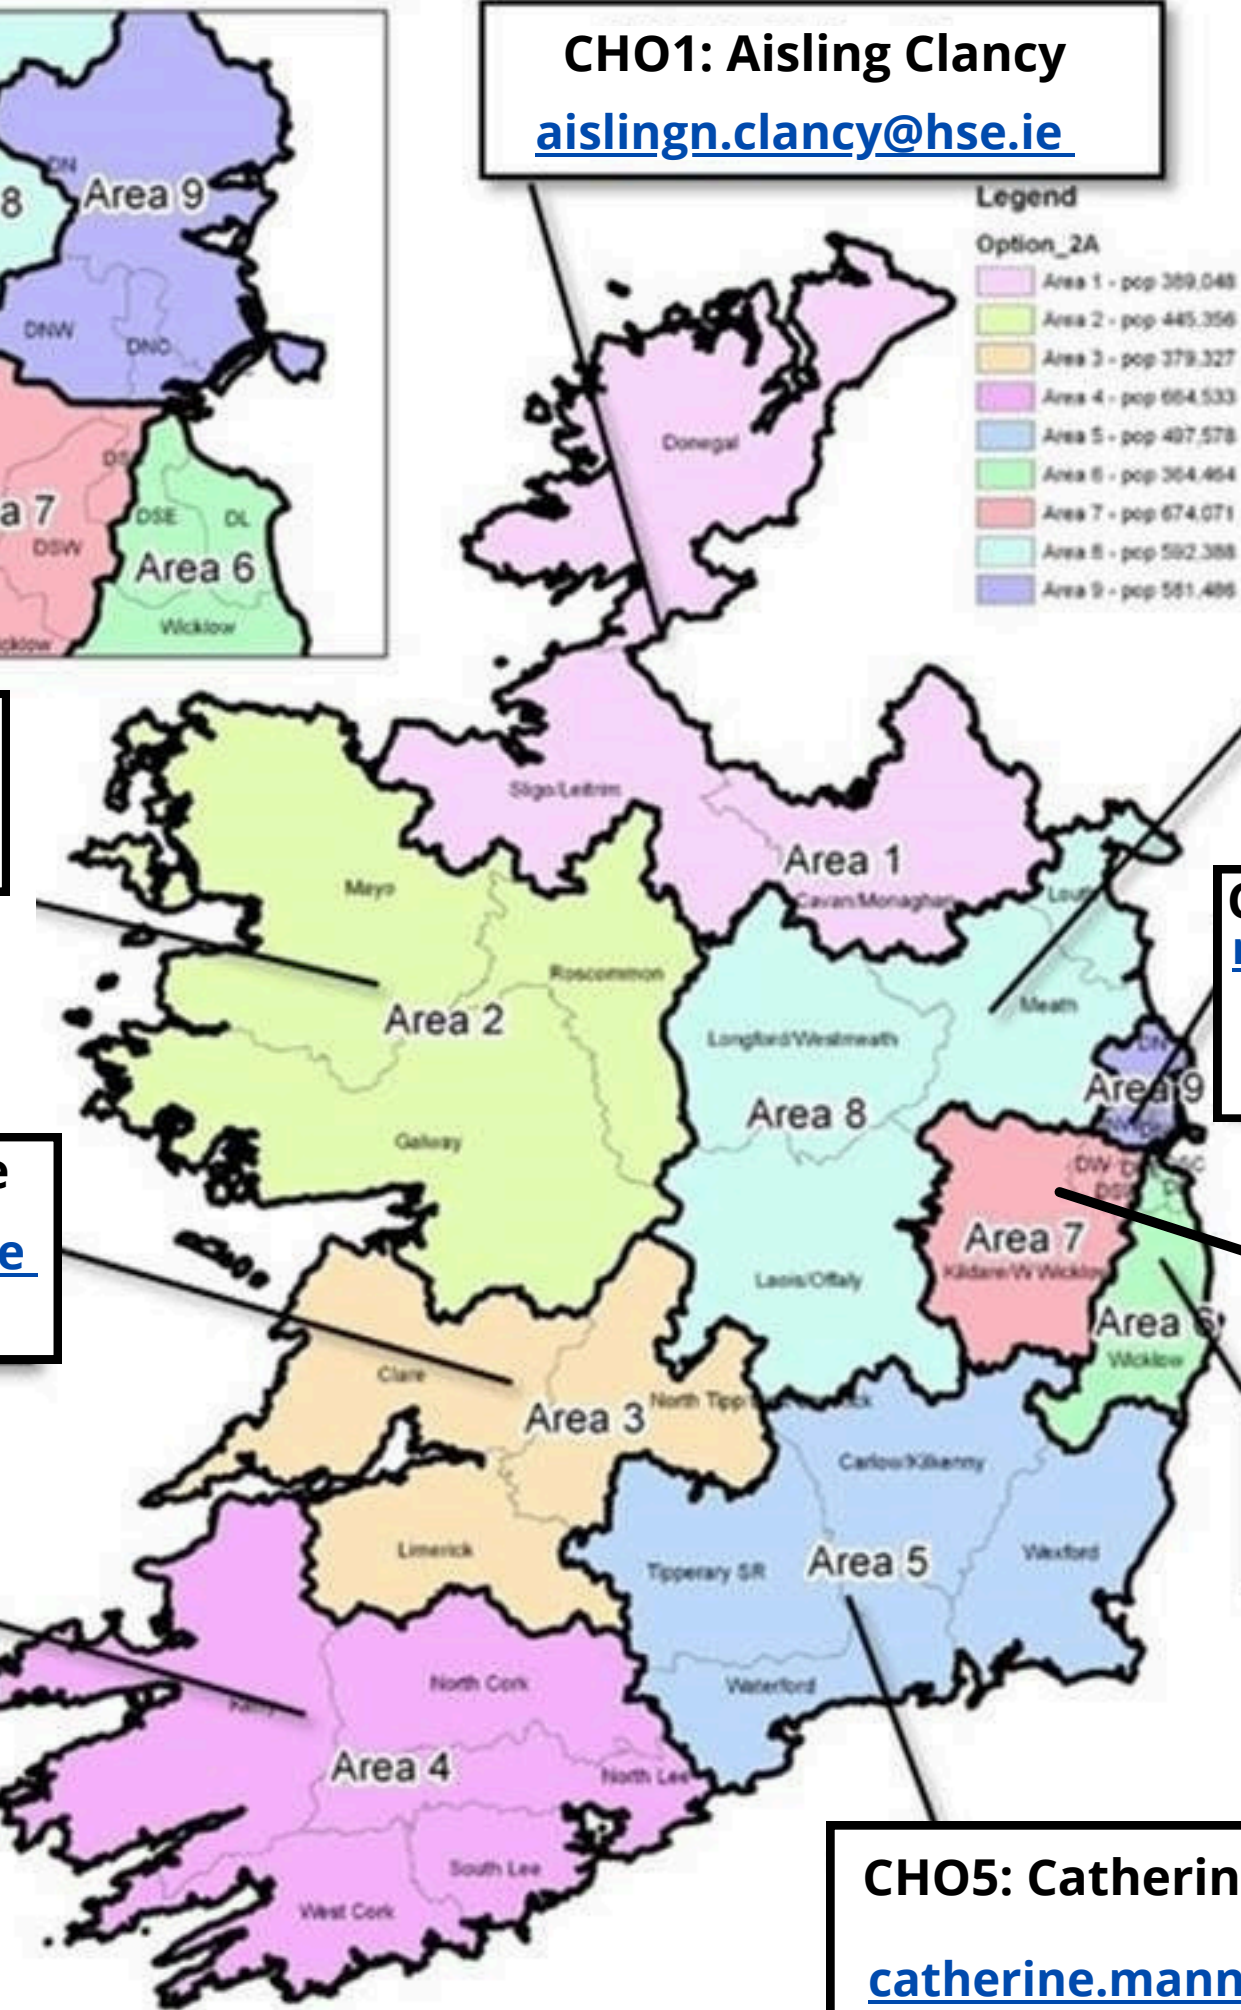 CHO1: Aisling Clancy
aislingn.clancy@hse.ie
Legend
Option_2A
Area 1 - pop 389,048
Area 2 - pop 445,356
Area 3 - pop 379,327
Area 4 - pop 664,533
Area 5 - pop 497,578
Area 6 - pop 364,464
Area 7 - pop 674,071
Area 8 - pop 592,388
Area 9 - pop 581,486
DN
8
Area 9
DNW
DNC
DS
a 7
DSW
DSE
DL
Area 6
Wicklow
cklow
Donegal
Sligo/Leitrim
Area 1
Cavan/Monaghan
Mayo
Louth
Roscommon
Area 2
Meath
Longford/Westmeath
DN
Area 9
Area 8
Galway
DW
Area 7
Kildare/W Wicklow
Laois/Offaly
Area 6
Wicklow
Clare
North Tipp
Area 3
Carlow/Kilkenny
Limerick
Tipperary SR
Area 5
Wexford
North Cork
Waterford
Kerry
Area 4
North Lee
South Lee
West Cork
e
e
CHO5: Catherin
catherine.mann